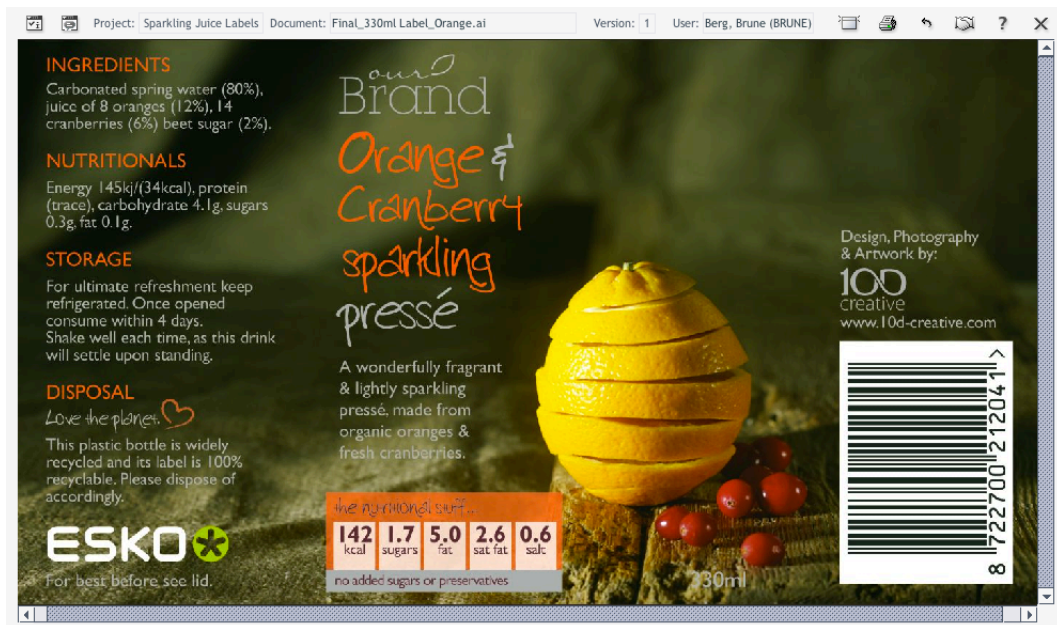 Project: Sparkling Juice Labels Document: Final_330ml Label_Orange.ai Version: 1 User: Berg, Brune (BRUNE) ?
INGREDIENTS
Carbonated spring water (80%),
juice of 8 oranges (12%), 14
cranberries (6%) beet sugar (2%).
NUTRITIONALS
Energy 145kj/(34kcal), protein
(trace), carbohydrate 4.1g, sugars
0.3g, fat 0.1g.
STORAGE
For ultimate refreshment keep
refrigerated. Once opened
consume within 4 days.
Shake well each time, as this drink
will settle upon standing.
DISPOSAL
Love the planet.
This plastic bottle is widely
recycled and its label is 100%
recyclable. Please dispose of
accordingly.
ESKO
For best before see lid.
our
Brand
Orange &
Cranberry
sparkling
pressé
A wonderfully fragrant
& lightly sparkling
pressé, made from
organic oranges &
fresh cranberries.
the nutritional stuff...
142 1.7 5.0 2.6 0.6
kcal sugars fat sat fat salt
no added sugars or preservatives
330ml
Design, Photography
& Artwork by:
10D
creative
www.10d-creative.com
8 722700 212041 >